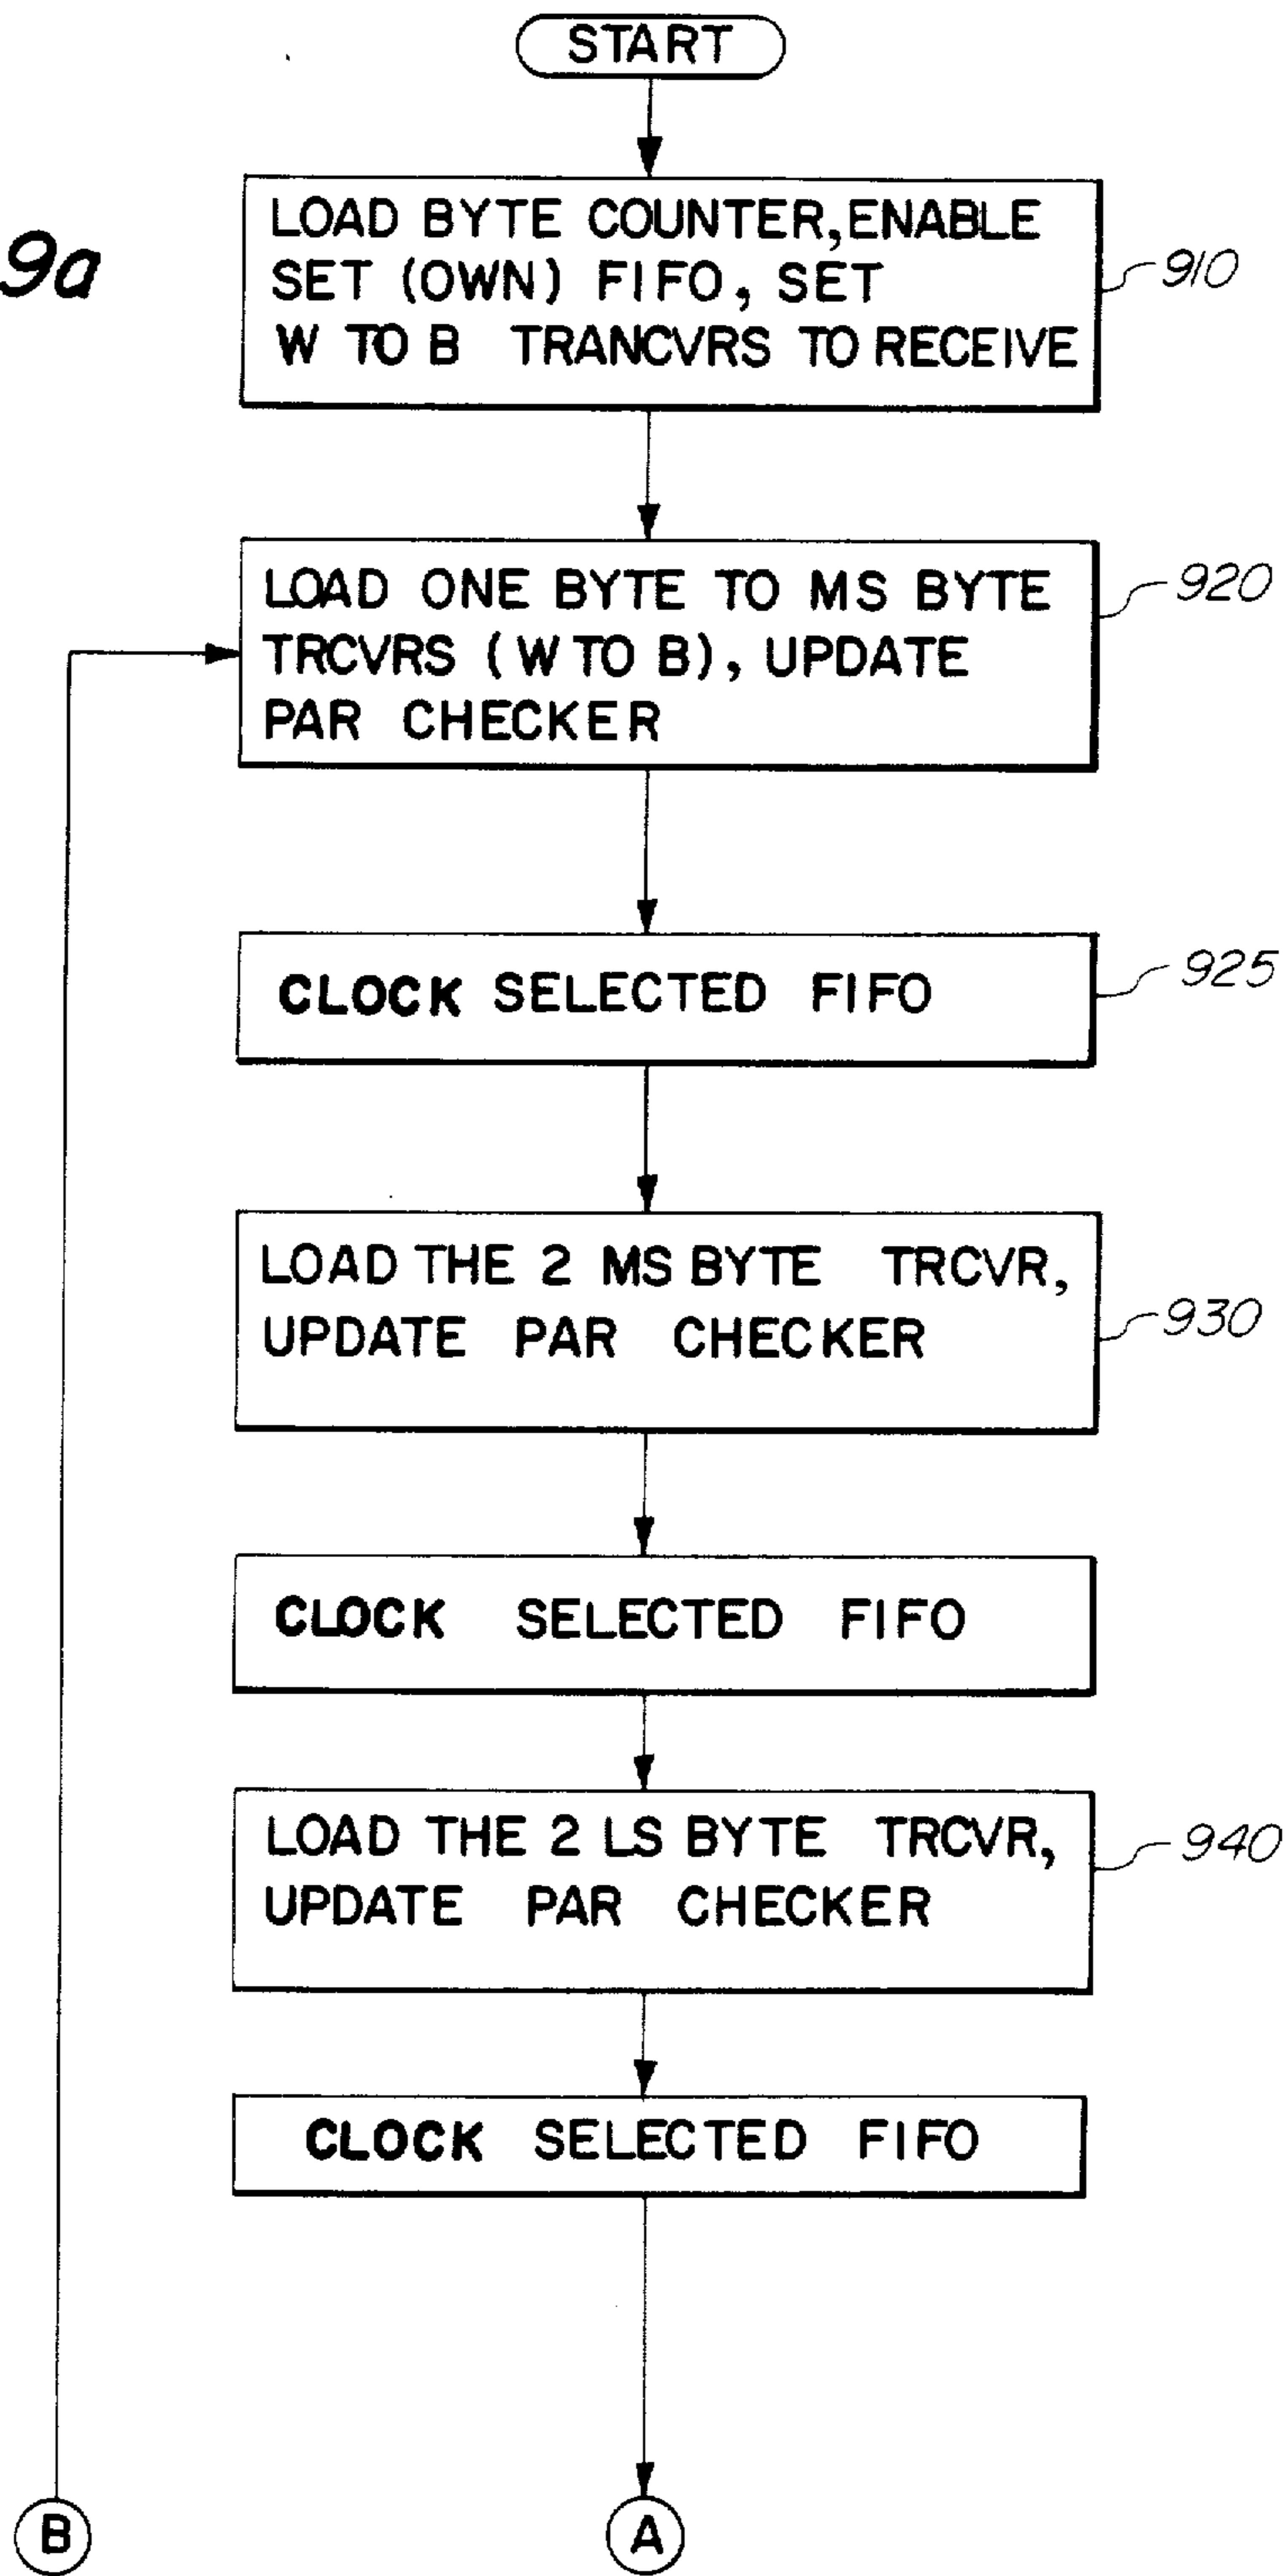 START
9a
LOAD BYTE COUNTER, ENABLE
SET (OWN) FIFO, SET
W TO B TRANCVRS TO RECEIVE
910
LOAD ONE BYTE TO MS BYTE
TRCVRS (W TO B), UPDATE
PAR CHECKER
920
CLOCK SELECTED FIFO
925
LOAD THE 2 MS BYTE TRCVR,
UPDATE PAR CHECKER
930
CLOCK SELECTED FIFO
LOAD THE 2 LS BYTE TRCVR,
UPDATE PAR CHECKER
940
CLOCK SELECTED FIFO
B
A